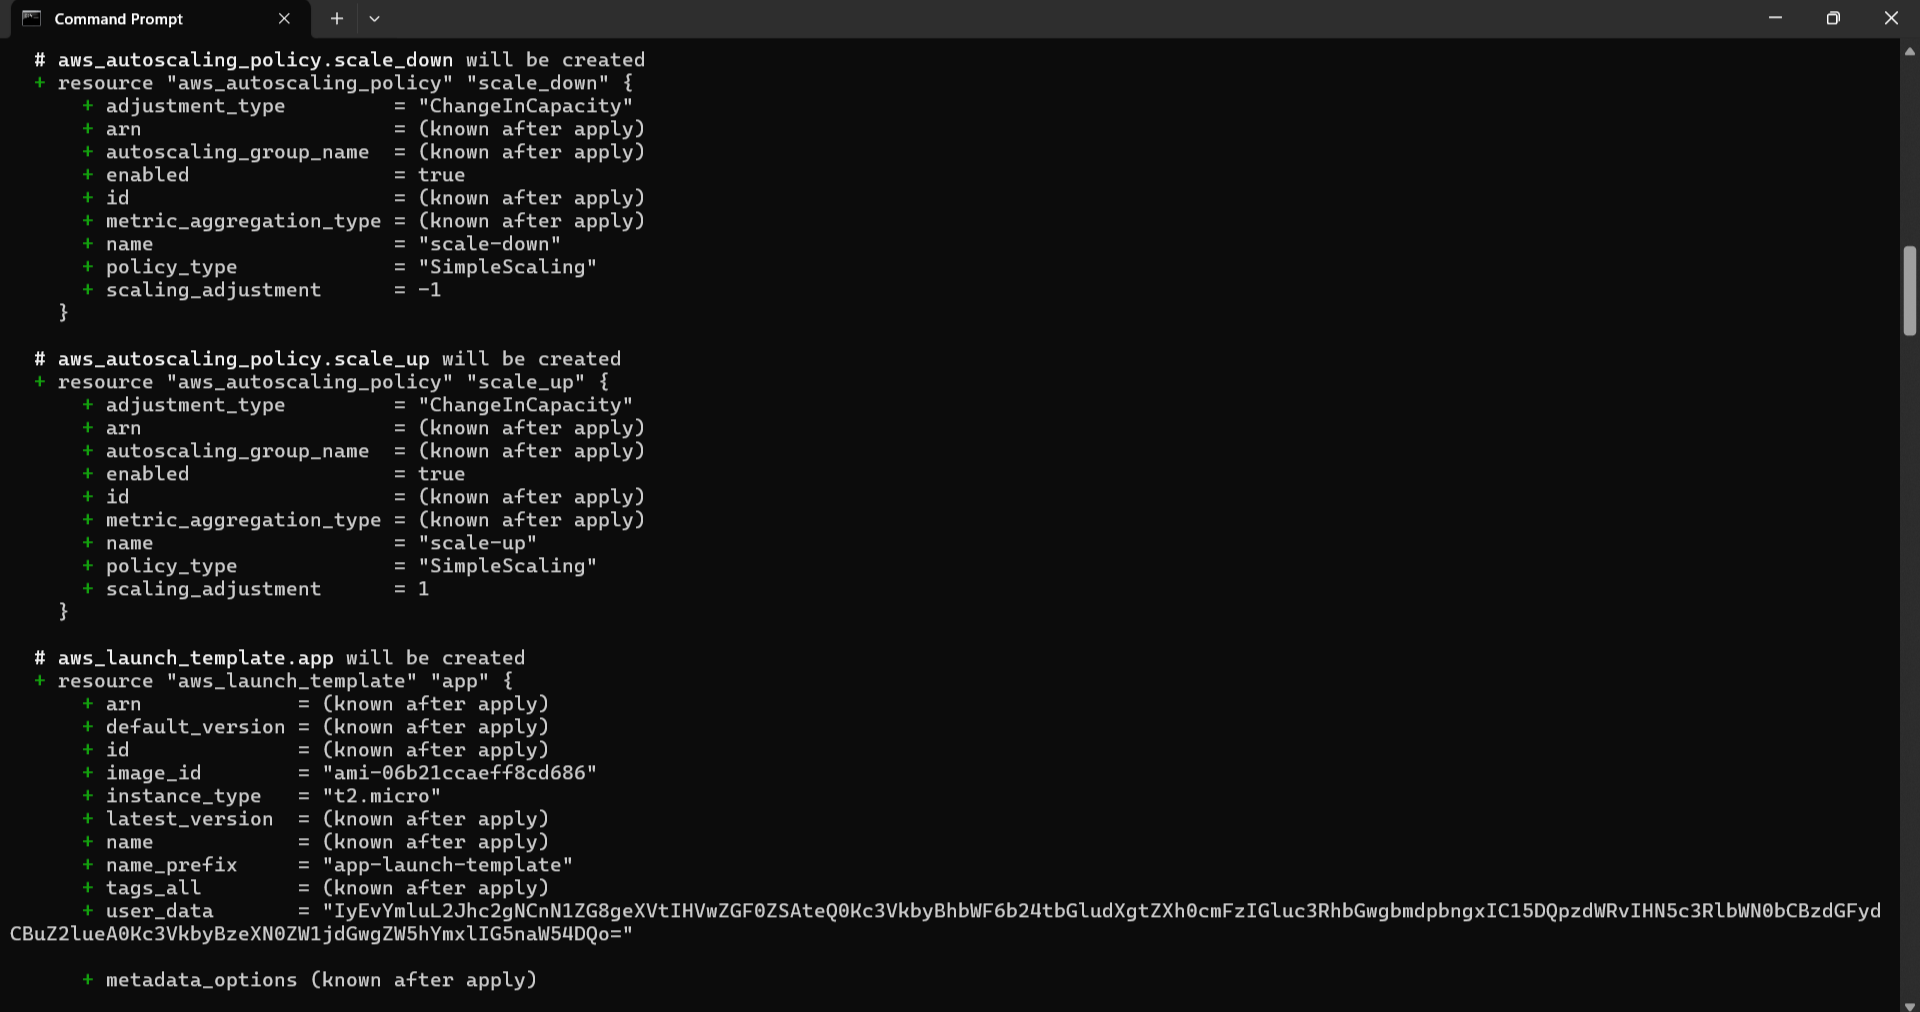 Command Prompt
# aws_autoscaling_policy.scale_down will be created
+ resource "aws_autoscaling_policy" "scale_down" {
+ adjustment_type = "ChangeInCapacity"
+ arn = (known after apply)
+ autoscaling_group_name = (known after apply)
+ enabled = true
+ id = (known after apply)
+ metric_aggregation_type = (known after apply)
+ name = "scale-down"
+ policy_type = "SimpleScaling"
+ scaling_adjustment = -1
}
# aws_autoscaling_policy.scale_up will be created
+ resource "aws_autoscaling_policy" "scale_up" {
+ adjustment_type = "ChangeInCapacity"
+ arn = (known after apply)
+ autoscaling_group_name = (known after apply)
+ enabled = true
+ id = (known after apply)
+ metric_aggregation_type = (known after apply)
+ name = "scale-up"
+ policy_type = "SimpleScaling"
+ scaling_adjustment = 1
}
# aws_launch_template.app will be created
+ resource "aws_launch_template" "app" {
+ arn = (known after apply)
+ default_version = (known after apply)
+ id = (known after apply)
+ image_id = "ami-06b21ccaeff8cd686"
+ instance_type = "t2.micro"
+ latest_version = (known after apply)
+ name = (known after apply)
+ name_prefix = "app-launch-template"
+ tags_all = (known after apply)
+ user_data = "IyEvYmluL2Jhc2gNCnN1ZG8geXVtIHVwZGF0ZSAteQ0Kc3VkbyBhbWF6b24tbGludXgtZXh0cmFzIGluc3RhbGwgbmdpbngxIC15DQpzdWRvIHN5c3RlbWN0bCBzdGFyd
CBuZ2lueA0Kc3VkbyBzeXN0ZW1jdGwgZW5hYmxlIG5naW54DQo="
+ metadata_options (known after apply)